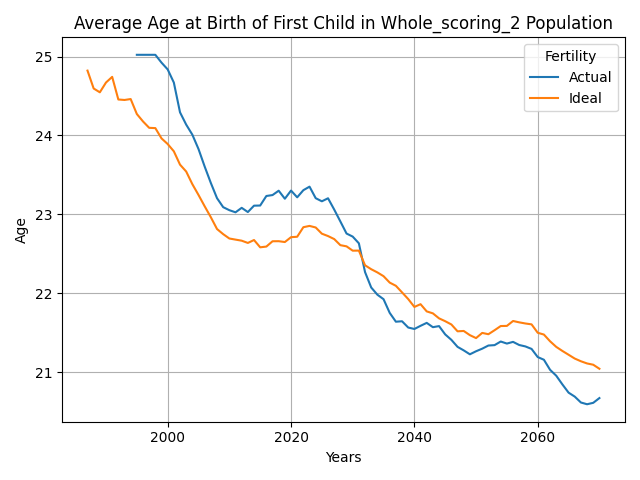 Average Age at Birth of First Child in Whole_scoring_2 Population
Fertility
Actual
Ideal
Age
25
24
23
22
21
2000
2020
2040
2060
Years